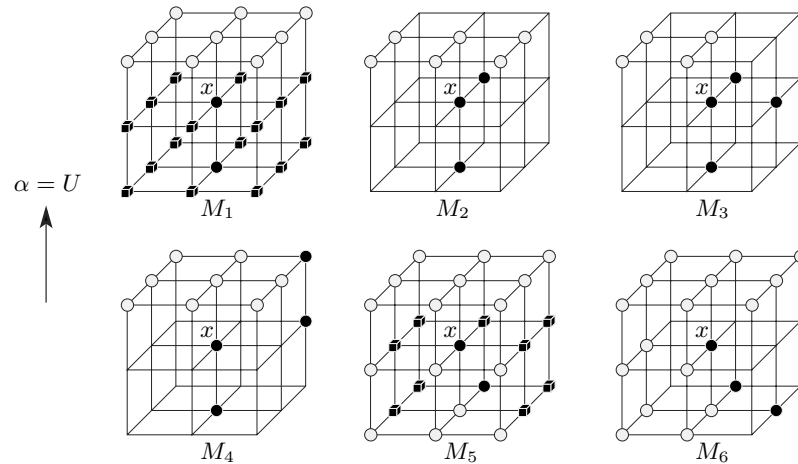 x x x
α = U
M₁ M₂ M₃
x x x
M₄ M₅ M₆